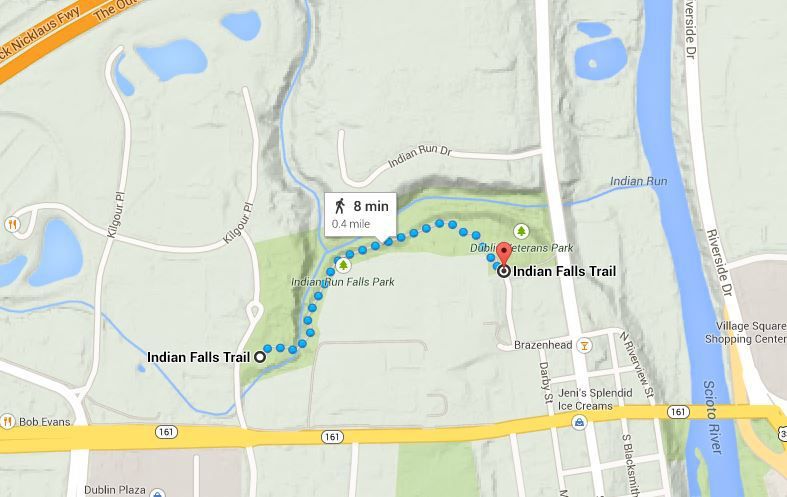 ck Nicklaus Fwy
The Out
Riverside Dr
Kilgour Pl
Indian Run Dr
Indian Run
8 min
0.4 mile
Kilgour Pl
Dublin Veterans Park
Riverside Dr
Indian Falls Trail
Indian Run Falls Park
Village Square
Shopping Center
Brazenhead
N Riverview St
Indian Falls Trail
Darby St
Jeni's Splendid
Ice Creams
Scioto River
161
Bob Evans
161
161
3
S Blacksmith
Dublin Plaza
M